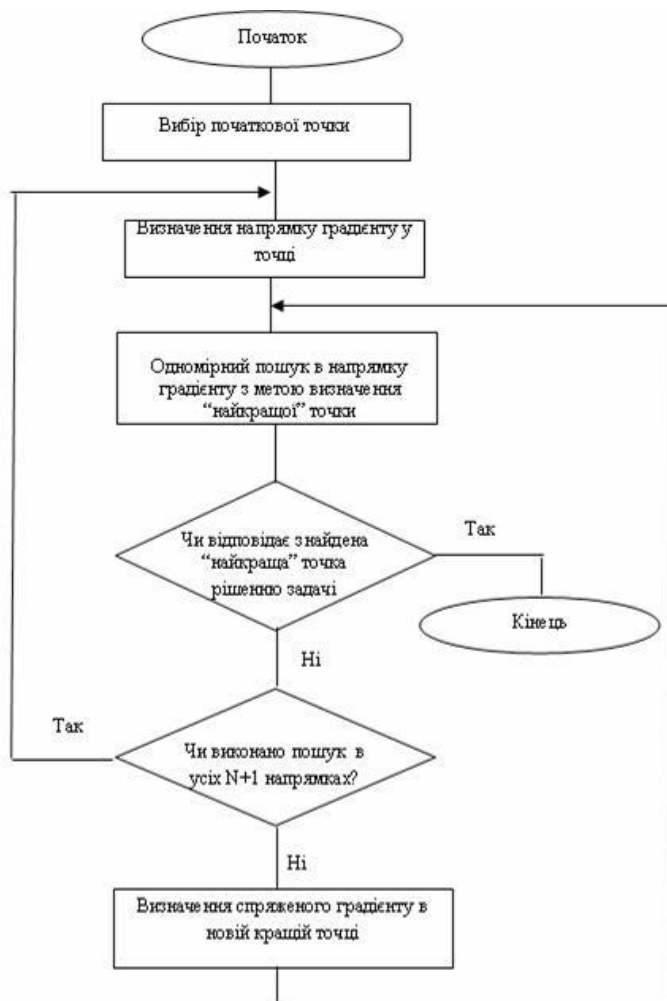 Початок
Вибір початкової точки
Визначення напрямку градієнту у
точці
Одномірний пошук в напрямку
градієнту з метою визначення
“найкращої” точки
Чи відповідає знайдена
“найкраща” точка
рішенню задачі
Так
Кінець
Ні
Так
Чи виконано пошук в
усіх N+1 напрямках?
Ні
Визначення спряженого градієнту в
новій кращій точці